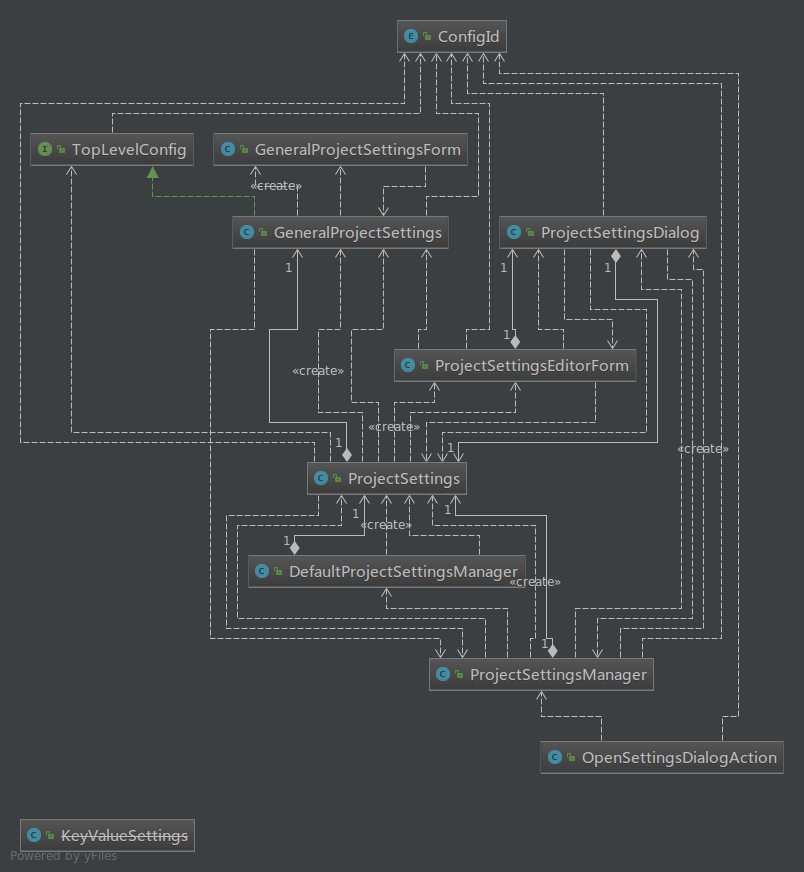 E ConfigId
I TopLevelConfig
C GeneralProjectSettingsForm
«create»
C GeneralProjectSettings
C ProjectSettingsDialog
1
1
1
1
C ProjectSettingsEditorForm
«create»
«create»
1
1
«create»
C ProjectSettings
1
1
«create»
1
C DefaultProjectSettingsManager
«create»
1
C ProjectSettingsManager
C OpenSettingsDialogAction
C KeyValueSettings
Powered by yFiles